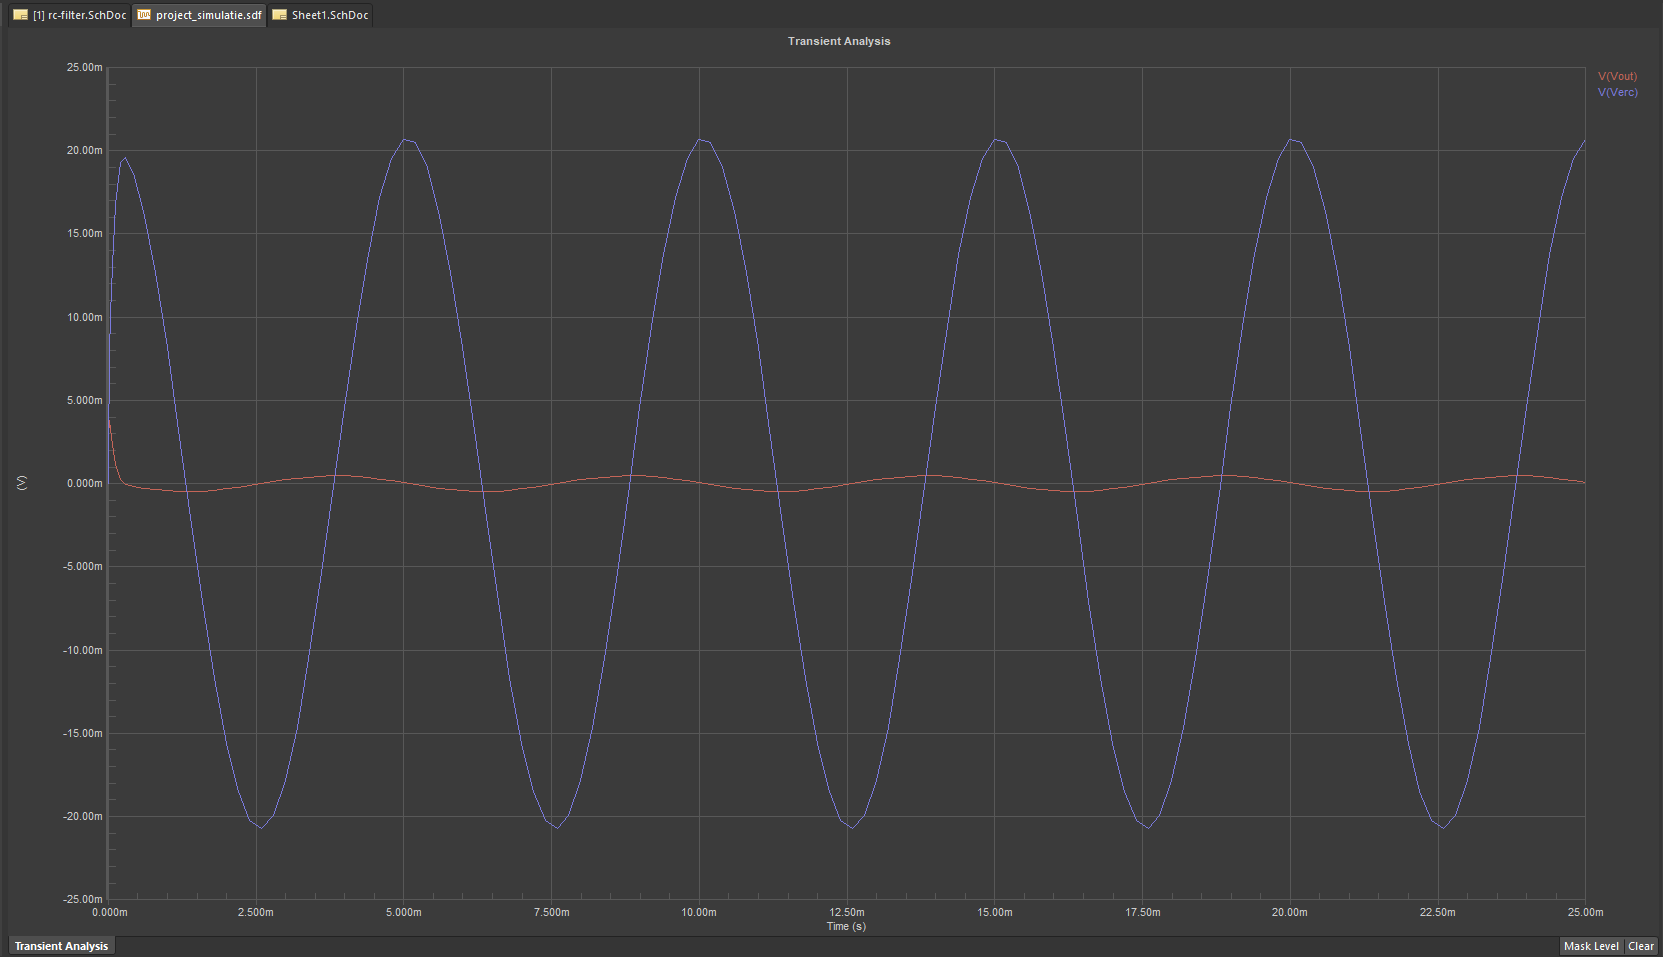 [1] rc-filter.SchDoc project_simulatie.sdf Sheet1.SchDoc
Transient Analysis
V(Vout)
V(Verc)
25.00m
20.00m
15.00m
10.00m
5.000m
0.000m
-5.000m
-10.00m
-15.00m
-20.00m
-25.00m
(V)
0.000m 2.500m 5.000m 7.500m 10.00m 12.50m 15.00m 17.50m 20.00m 22.50m 25.00m
Time (s)
Transient Analysis Mask Level Clear